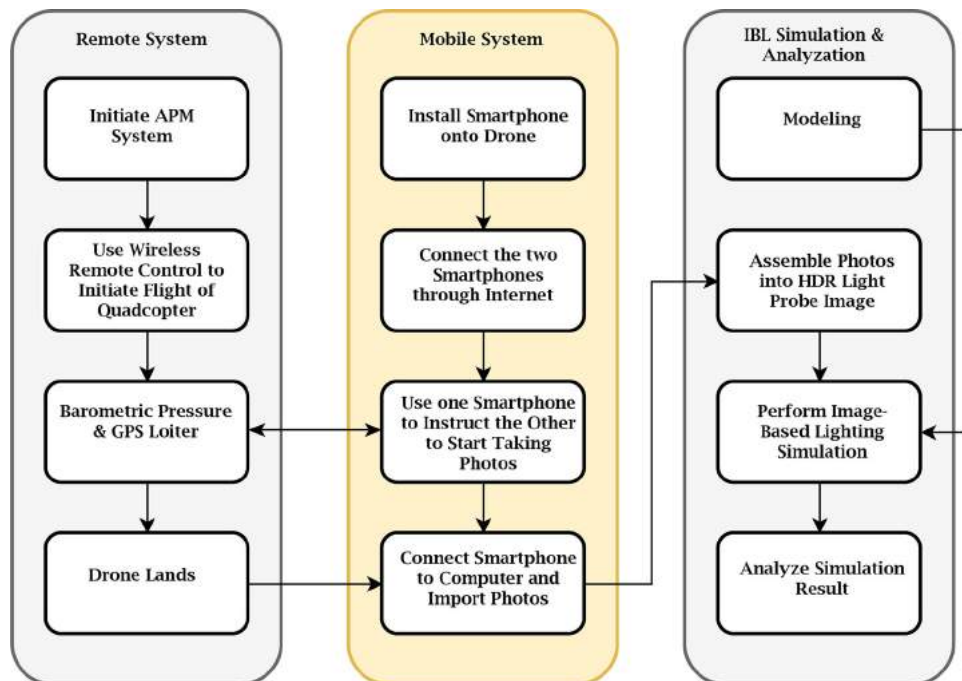 Remote System
Initiate APM
System
Use Wireless
Remote Control to
Initiate Flight of
Quadcopter
Barometric Pressure
& GPS Loiter
Drone Lands
Mobile System
Install Smartphone
onto Drone
Connect the two
Smartphones
through Internet
Use one Smartphone
to Instruct the Other
to Start Taking
Photos
Connect Smartphone
to Computer and
Import Photos
IBL Simulation &
Analyzation
Modeling
Assemble Photos
into HDR Light
Probe Image
Perform Image-
Based Lighting
Simulation
Analyze Simulation
Result